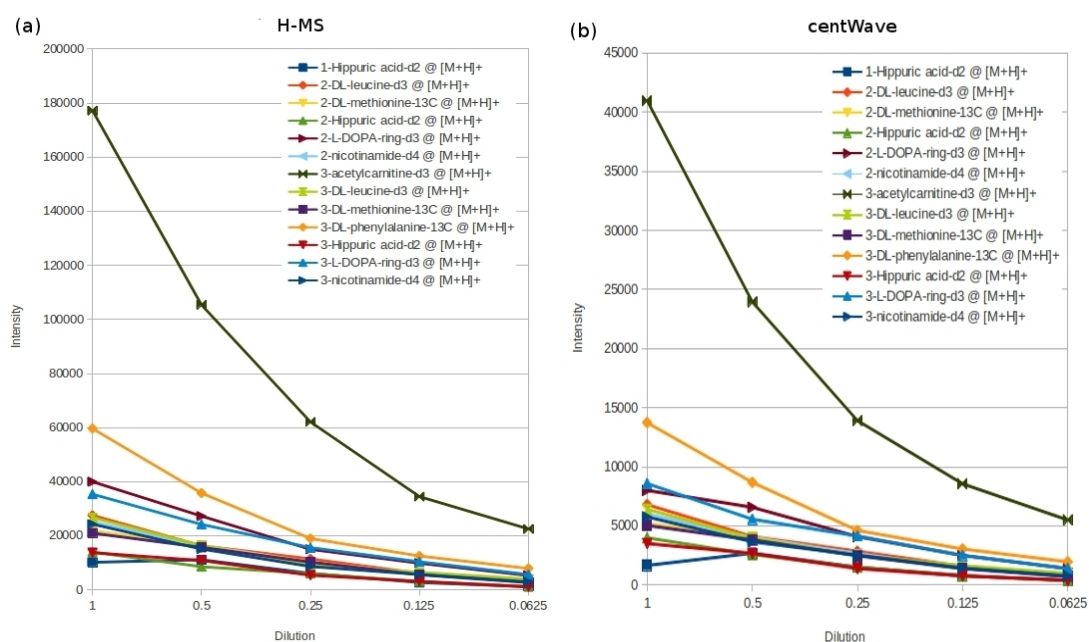 (a)
H-MS
200000
180000
160000
140000
120000
100000
80000
60000
40000
20000
0
Intensity
1-Hippuric acid-d2 @ [M+H]+
2-DL-leucine-d3 @ [M+H]+
2-DL-methionine-13C @ [M+H]+
2-Hippuric acid-d2 @ [M+H]+
2-L-DOPA-ring-d3 @ [M+H]+
2-nicotinamide-d4 @ [M+H]+
3-acetylcarnitine-d3 @ [M+H]+
3-DL-leucine-d3 @ [M+H]+
3-DL-methionine-13C @ [M+H]+
3-DL-phenylalanine-13C @ [M+H]+
3-Hippuric acid-d2 @ [M+H]+
3-L-DOPA-ring-d3 @ [M+H]+
3-nicotinamide-d4 @ [M+H]+
1 0.5 0.25 0.125 0.0625
Dilution
(b)
centWave
45000
40000
35000
30000
25000
20000
15000
10000
5000
0
Intensity
1-Hippuric acid-d2 @ [M+H]+
2-DL-leucine-d3 @ [M+H]+
2-DL-methionine-13C @ [M+H]+
2-Hippuric acid-d2 @ [M+H]+
2-L-DOPA-ring-d3 @ [M+H]+
2-nicotinamide-d4 @ [M+H]+
3-acetylcarnitine-d3 @ [M+H]+
3-DL-leucine-d3 @ [M+H]+
3-DL-methionine-13C @ [M+H]+
3-DL-phenylalanine-13C @ [M+H]+
3-Hippuric acid-d2 @ [M+H]+
3-L-DOPA-ring-d3 @ [M+H]+
3-nicotinamide-d4 @ [M+H]+
1 0.5 0.25 0.125 0.0625
Dilution